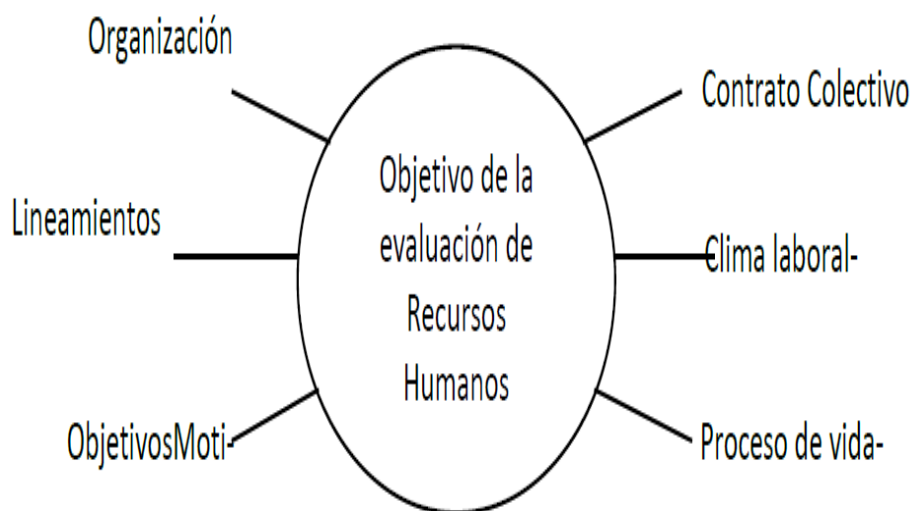 Organización
Contrato Colectivo
Objetivo de la
evaluación de
Recursos
Humanos
Lineamientos
Clima laboral-
ObjetivosMoti-
Proceso de vida-